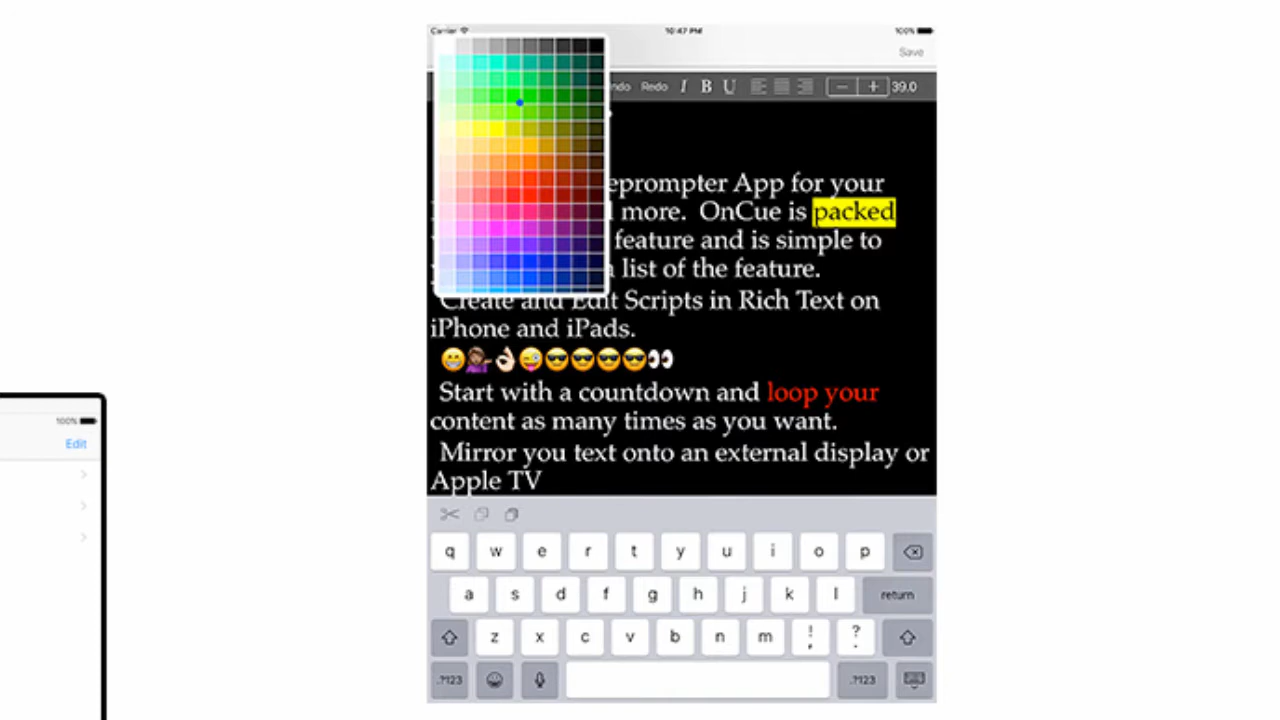 Carrier 10:47 PM 100%
Save
ndo Redo I B U − + 39.0
eprompter App for your
more. OnCue is packed
feature and is simple to
list of the feature.
Create and Edit Scripts in Rich Text on
iPhone and iPads.
😁💁🏽👌🏻😜😎😎😎😎👀
Start with a countdown and loop your
content as many times as you want.
Mirror you text onto an external display or
Apple TV
q w e r t y u i o p
a s d f g h j k l return
z x c v b n m ! , ? .
.?123 .?123
100%
Edit